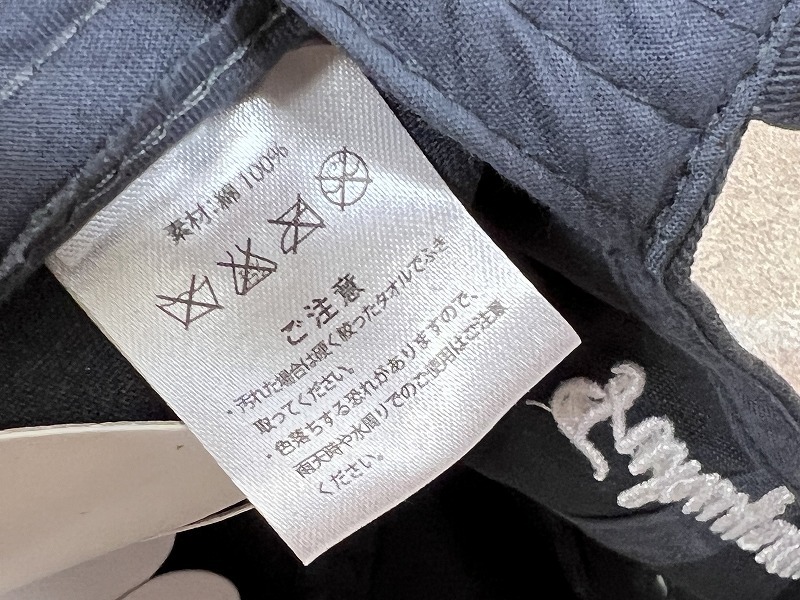 素材:綿 100%
ご注意
・汚れた場合は硬く絞ったタオルでふき
取ってください。
・色落ちする恐れがありますので、
雨天時や水周りでのご使用はご注意
ください。